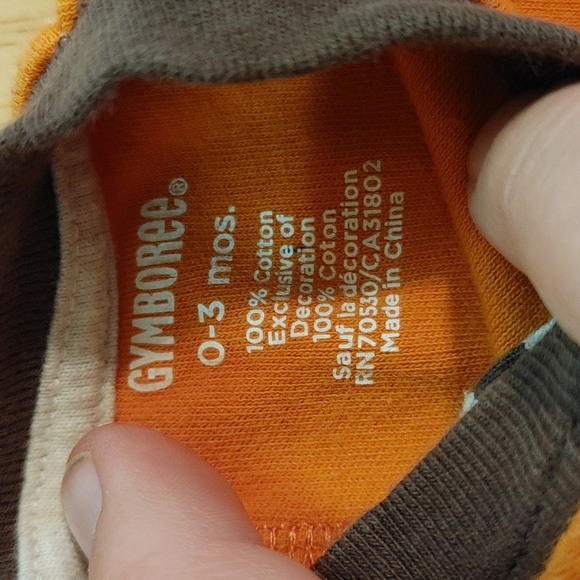 GYMBOREE®
0-3 mos.
100% Cotton
Exclusive of
Decoration
100% Coton
Sauf la décoration
RN70530/CA31802
Made in China